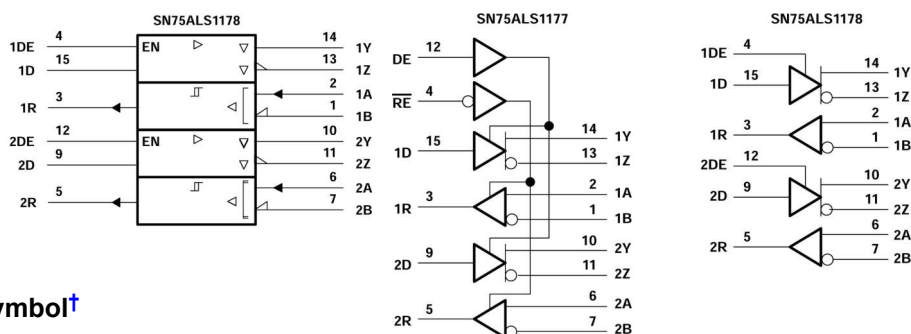 SN75ALS1178
1DE 4 EN 14 1Y
1D 15 13 1Z
2 1A
1R 3
1 1B
2DE 12 EN 10 2Y
2D 9 11 2Z
6 2A
2R 5
7 2B
ymbol†
SN75ALS1177
DE 12
RE 4
14 1Y
1D 15
13 1Z
2 1A
1R 3
1 1B
10 2Y
2D 9
11 2Z
6 2A
2R 5
7 2B
SN75ALS1178
1DE 4
14 1Y
1D 15
13 1Z
2 1A
1R 3
1 1B
2DE 12
10 2Y
2D 9
11 2Z
6 2A
2R 5
7 2B